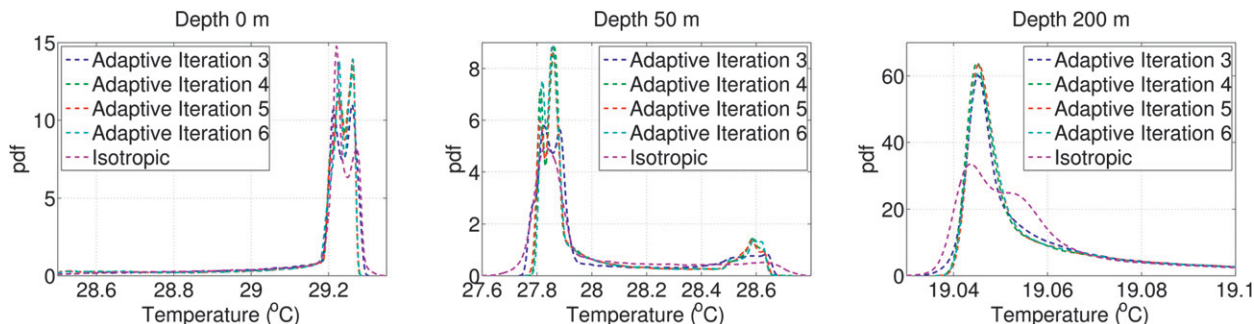 Depth 0 m
15
10
5
0
pdf
Adaptive Iteration 3
Adaptive Iteration 4
Adaptive Iteration 5
Adaptive Iteration 6
Isotropic
28.6 28.8 29 29.2
Temperature (°C)
Depth 50 m
8
6
4
2
0
pdf
Adaptive Iteration 3
Adaptive Iteration 4
Adaptive Iteration 5
Adaptive Iteration 6
Isotropic
27.6 27.8 28 28.2 28.4 28.6
Temperature (°C)
Depth 200 m
60
40
20
0
pdf
Adaptive Iteration 3
Adaptive Iteration 4
Adaptive Iteration 5
Adaptive Iteration 6
Isotropic
19.04 19.06 19.08 19.1
Temperature (°C)